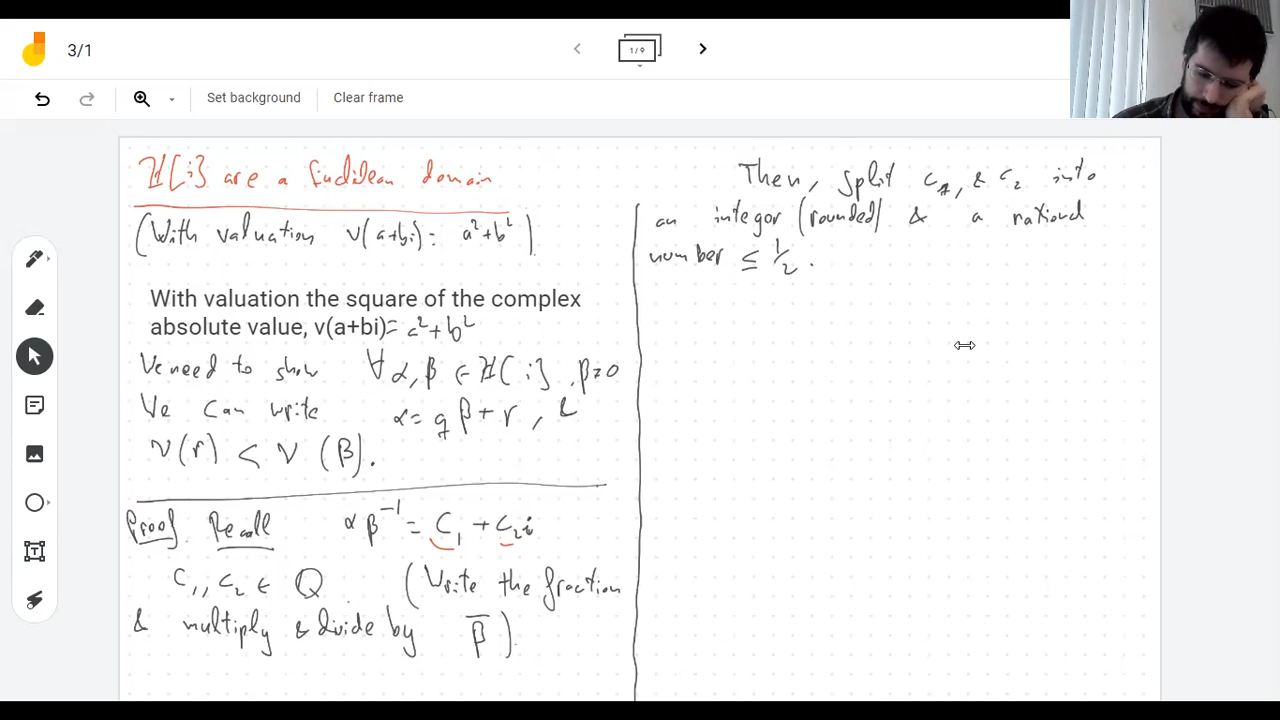 3/1
1/9
Set background
Clear frame
ℤ[i] are a Euclidean domain
(With valuation v(a+bi) = a²+b²)
With valuation the square of the complex
absolute value, v(a+bi)= a²+b²
We need to show ∀ α, β ∈ ℤ[i], β≠0
We can write α = qβ + r, &
v(r) < v(β).
Proof. Recall αβ⁻¹ = C₁ + C₂i
C₁, C₂ ∈ ℚ (Write the fraction
& multiply & divide by β̅).
Then, split C₁, & C₂ into
an integer (rounded) & a rational
number ≤ 1/2.